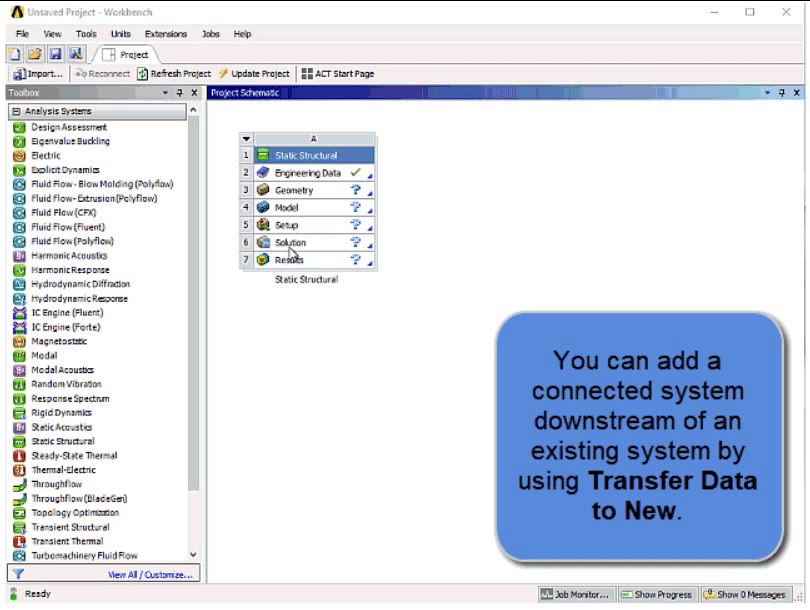 Unsaved Project - Workbench
File View Tools Units Extensions Jobs Help
Project
Import... Reconnect Refresh Project Update Project ACT Start Page
Toolbox
Project Schematic
Analysis Systems
Design Assessment
Eigenvalue Buckling
Electric
Explicit Dynamics
Fluid Flow - Blow Molding (Polyflow)
Fluid Flow- Extrusion (Polyflow)
Fluid Flow (CFX)
Fluid Flow (Fluent)
Fluid Flow (Polyflow)
Harmonic Acoustics
Harmonic Response
Hydrodynamic Diffraction
Hydrodynamic Response
IC Engine (Fluent)
IC Engine (Forte)
Magnetostatic
Modal
Modal Acoustics
Random Vibration
Response Spectrum
Rigid Dynamics
Static Acoustics
Static Structural
Steady-State Thermal
Thermal-Electric
Throughflow
Throughflow (BladeGen)
Topology Optimization
Transient Structural
Transient Thermal
Turbomachinery Fluid Flow
View All / Customize...
A
1 Static Structural
2 Engineering Data
3 Geometry
4 Model
5 Setup
6 Solution
7 Results
Static Structural
You can add a
connected system
downstream of an
existing system by
using Transfer Data
to New.
Ready
Job Monitor... Show Progress Show 0 Messages